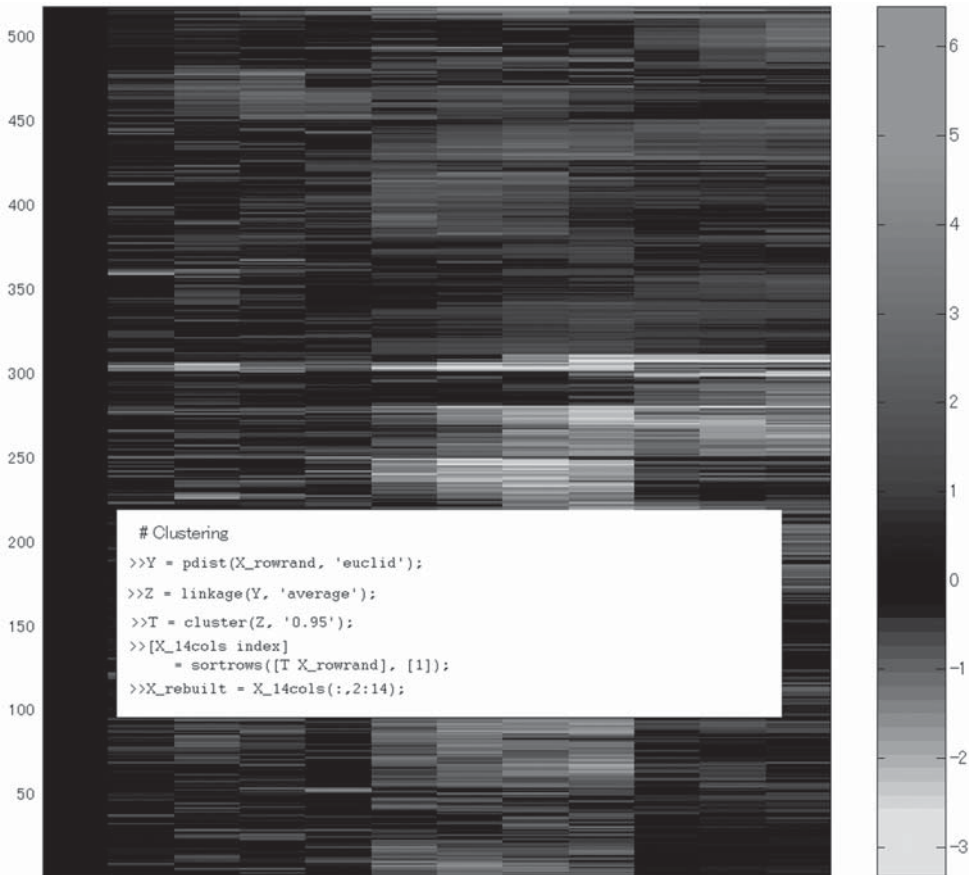 500
450
400
350
300
250
200
150
100
50
# Clustering
>>Y = pdist(X_rowrand, 'euclid');
>>Z = linkage(Y, 'average');
>>T = cluster(Z, '0.95');
>>[X_14cols index]
= sortrows([T X_rowrand], [1]);
>>X_rebuilt = X_14cols(:,2:14);
6
5
4
3
2
1
0
-1
-2
-3